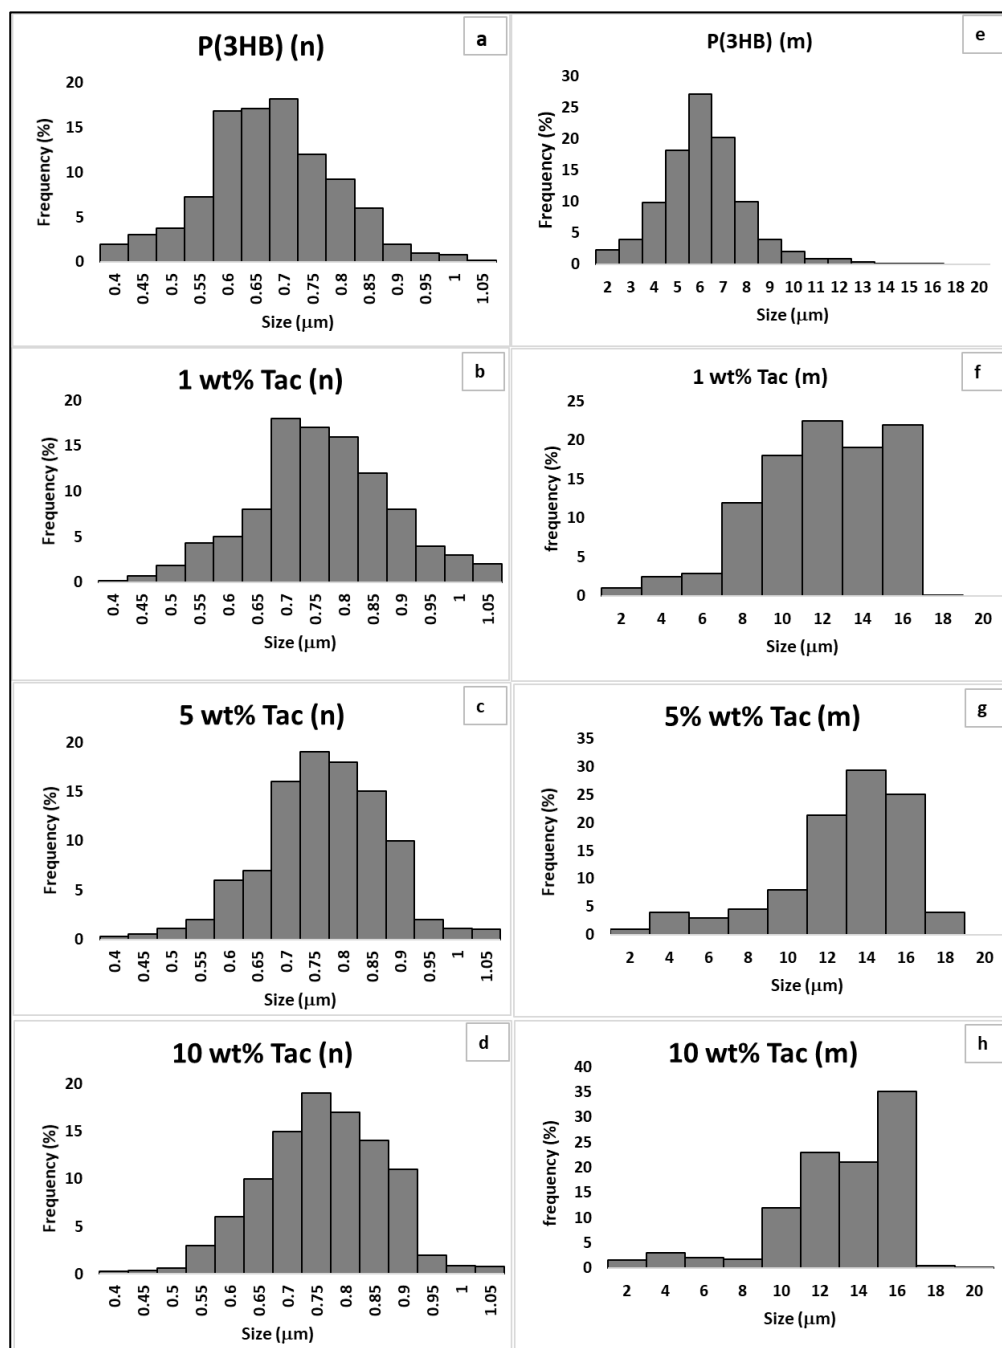 P(3HB) (n)
a
20
15
10
5
0
Frequency (%)
0.4 0.45 0.5 0.55 0.6 0.65 0.7 0.75 0.8 0.85 0.9 0.95 1 1.05
Size (μm)
P(3HB) (m)
e
30
25
20
15
10
5
0
Frequency (%)
2 3 4 5 6 7 8 9 10 11 12 13 14 15 16 18 20
Size (μm)
1 wt% Tac (n)
b
20
15
10
5
0
Frequency (%)
0.4 0.45 0.5 0.55 0.6 0.65 0.7 0.75 0.8 0.85 0.9 0.95 1 1.05
Size (μm)
1 wt% Tac (m)
f
25
20
15
10
5
0
frequency (%)
2 4 6 8 10 12 14 16 18 20
Size (μm)
5 wt% Tac (n)
c
20
15
10
5
0
Frequency (%)
0.4 0.45 0.5 0.55 0.6 0.65 0.7 0.75 0.8 0.85 0.9 0.95 1 1.05
Size (μm)
5% wt% Tac (m)
g
35
30
25
20
15
10
5
0
Frequency (%)
2 4 6 8 10 12 14 16 18 20
Size (μm)
10 wt% Tac (n)
d
20
15
10
5
0
Frequency (%)
0.4 0.45 0.5 0.55 0.6 0.65 0.7 0.75 0.8 0.85 0.9 0.95 1 1.05
Size (μm)
10 wt% Tac (m)
h
40
35
30
25
20
15
10
5
0
frequency (%)
2 4 6 8 10 12 14 16 18 20
Size (μm)